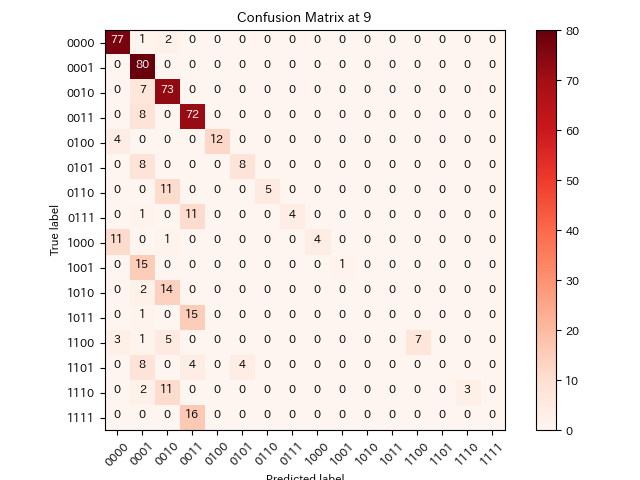 Confusion Matrix at 9
0000 77 1 2 0 0 0 0 0 0 0 0 0 0 0 0 0
0001 0 80 0 0 0 0 0 0 0 0 0 0 0 0 0 0
0010 0 7 73 0 0 0 0 0 0 0 0 0 0 0 0 0
0011 0 8 0 72 0 0 0 0 0 0 0 0 0 0 0 0
0100 4 0 0 0 12 0 0 0 0 0 0 0 0 0 0 0
0101 0 8 0 0 0 8 0 0 0 0 0 0 0 0 0 0
0110 0 0 11 0 0 0 5 0 0 0 0 0 0 0 0 0
0111 0 1 0 11 0 0 0 4 0 0 0 0 0 0 0 0
1000 11 0 1 0 0 0 0 0 4 0 0 0 0 0 0 0
1001 0 15 0 0 0 0 0 0 0 1 0 0 0 0 0 0
1010 0 2 14 0 0 0 0 0 0 0 0 0 0 0 0 0
1011 0 1 0 15 0 0 0 0 0 0 0 0 0 0 0 0
1100 3 1 5 0 0 0 0 0 0 0 0 0 7 0 0 0
1101 0 8 0 4 0 4 0 0 0 0 0 0 0 0 0 0
1110 0 2 11 0 0 0 0 0 0 0 0 0 0 0 3 0
1111 0 0 0 16 0 0 0 0 0 0 0 0 0 0 0 0
0000 0001 0010 0011 0100 0101 0110 0111 1000 1001 1010 1011 1100 1101 1110 1111
True label
Predicted label
80
70
60
50
40
30
20
10
0